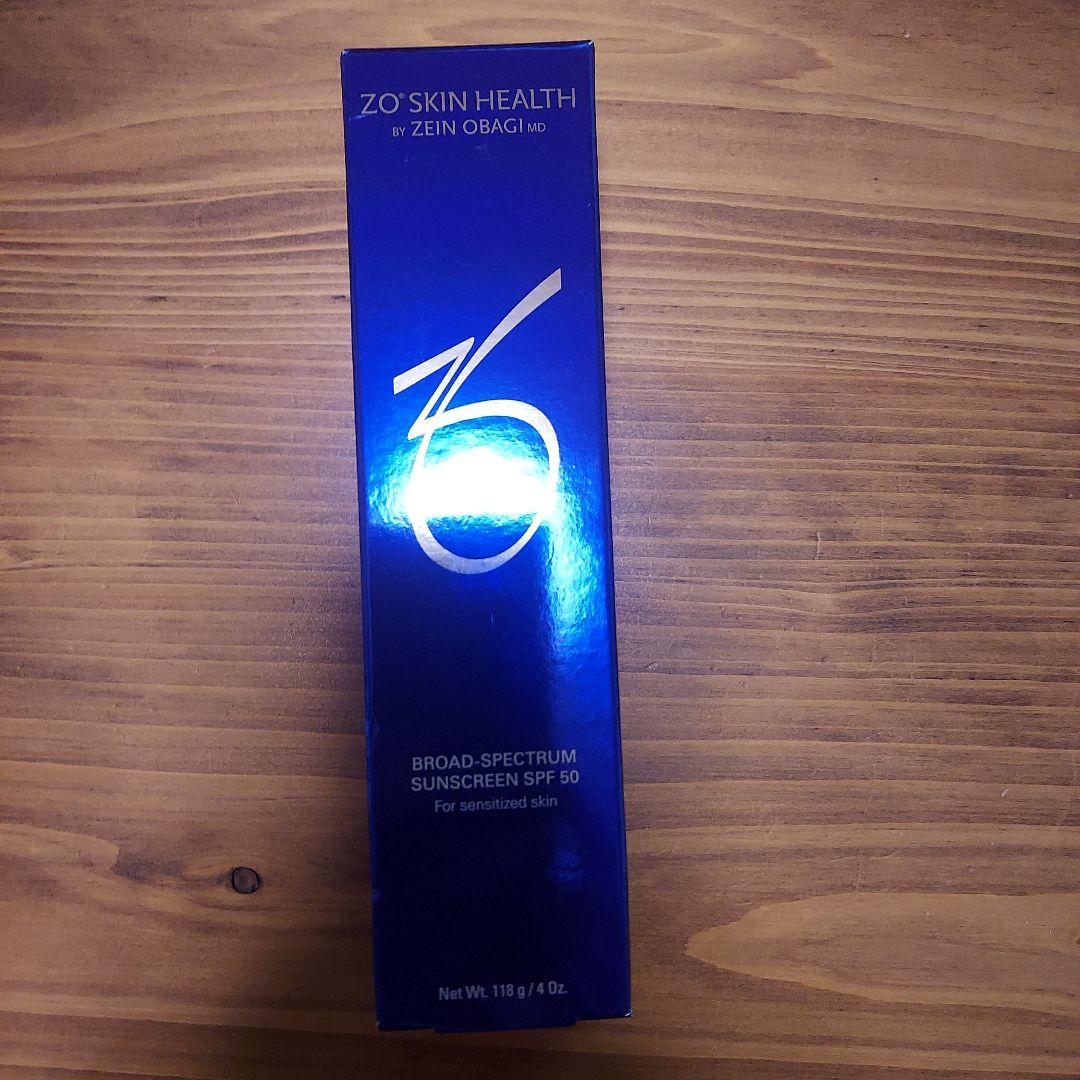 ZO® SKIN HEALTH
BY ZEIN OBAGI MD
ZO
BROAD-SPECTRUM
SUNSCREEN SPF 50
For sensitized skin
Net Wt. 118 g / 4 Oz.